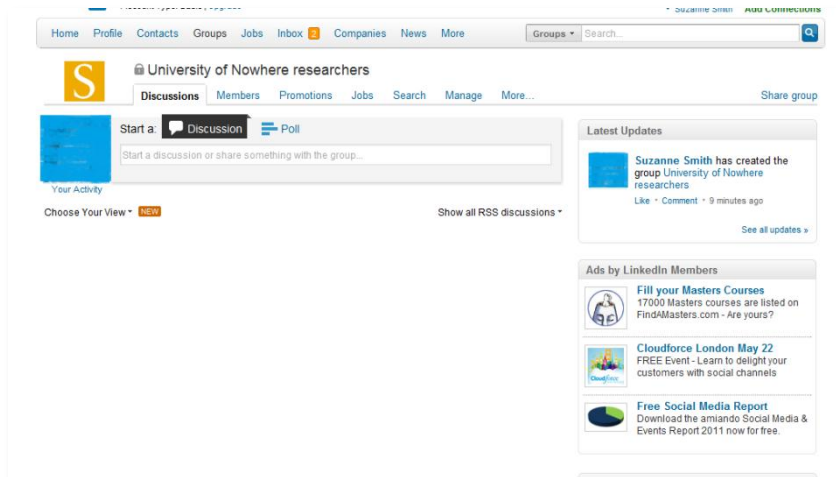 Account Type: Basic | Upgrade
Suzanne Smith Add Connections
Home Profile Contacts Groups Jobs Inbox 2 Companies News More Groups Search...
S
University of Nowhere researchers
Discussions Members Promotions Jobs Search Manage More... Share group
Start a: Discussion Poll
Start a discussion or share something with the group...
Your Activity
Choose Your View NEW Show all RSS discussions
Latest Updates
Suzanne Smith has created the
group University of Nowhere
researchers
Like Comment 9 minutes ago
See all updates »
Ads by LinkedIn Members
Fill your Masters Courses
17000 Masters courses are listed on
FindAMasters.com - Are yours?
Cloudforce London May 22
FREE Event - Learn to delight your
customers with social channels
Cloudforce
Free Social Media Report
Download the amiando Social Media &
Events Report 2011 now for free.